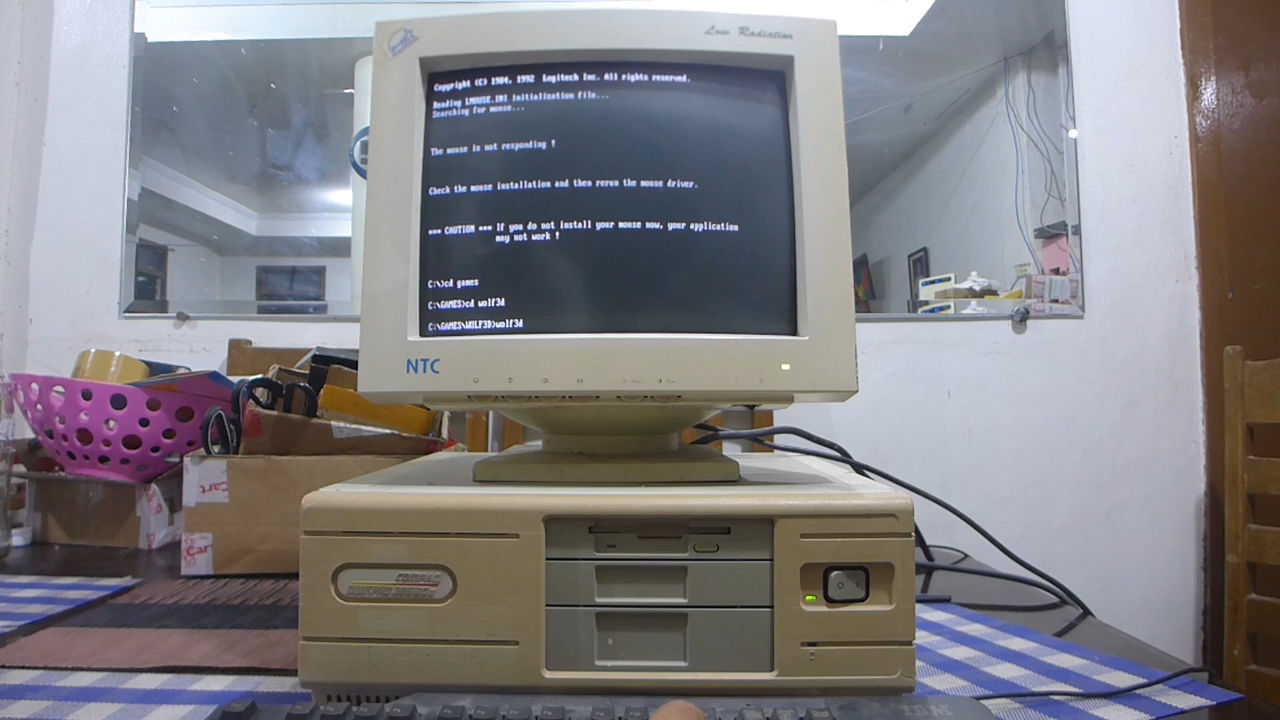 Low Radiation
Copyright (C) 1984, 1992 Logitech Inc. All rights reserved.
Reading LMOUSE.INI initialization file...
Searching for mouse...
The mouse is not responding !
Check the mouse installation and then rerun the mouse driver.
*** CAUTION *** If you do not install your mouse now, your application
may not work !
C:\>cd games
C:\GAMES>cd wolf3d
C:\GAMES\WOLF3D>wolf3d
NTC
cart
Car
COMPAQ
IBM